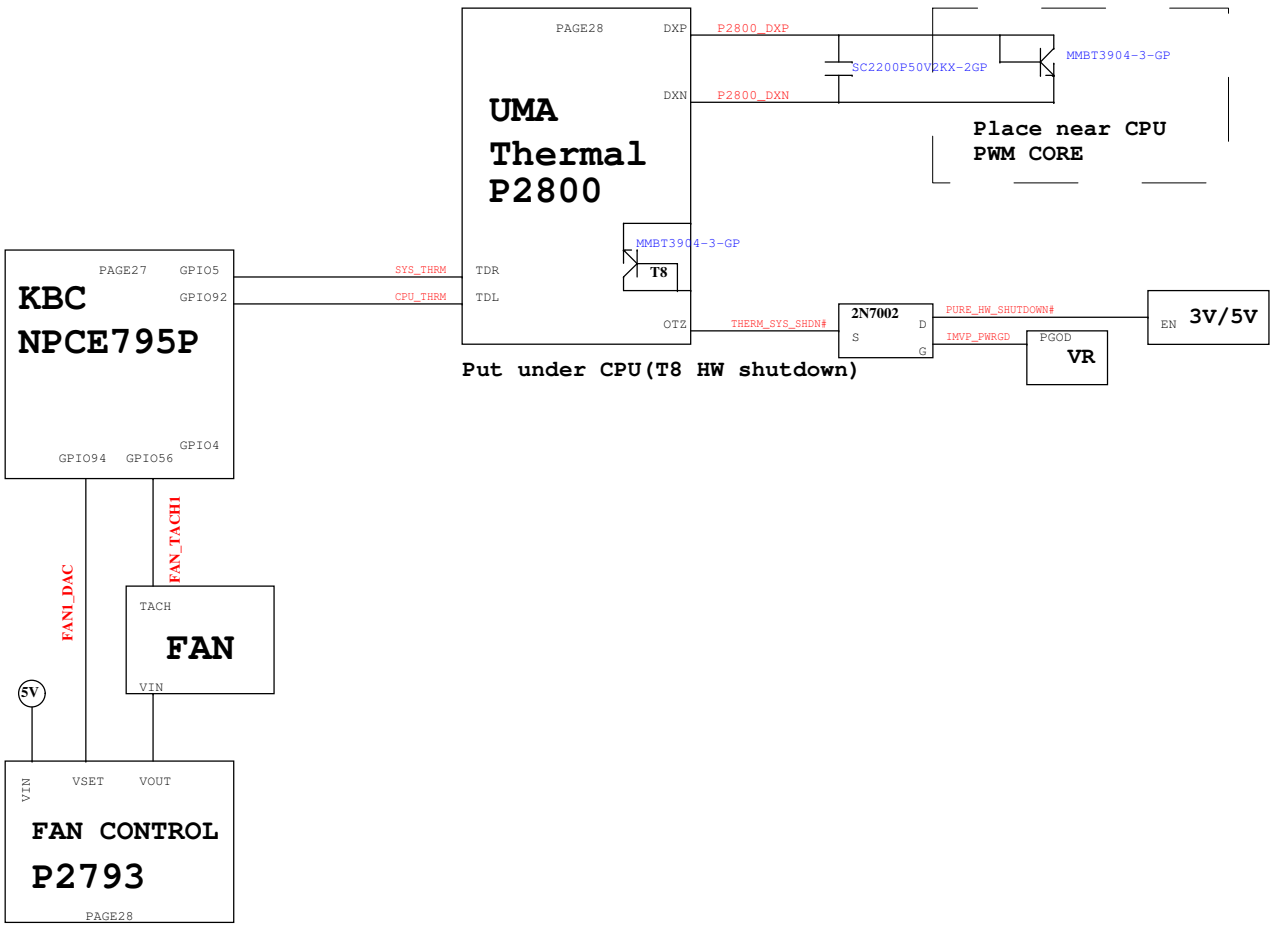 PAGE28
DXP
P2800_DXP
MMBT3904-3-GP
SC2200P50V2KX-2GP
DXN
P2800_DXN
UMA
Thermal
P2800
Place near CPU
PWM CORE
MMBT3904-3-GP
T8
PAGE27
GPIO5
SYS_THRM
TDR
KBC
GPIO92
CPU_THRM
TDL
NPCE795P
OTZ
THERM_SYS_SHDN#
2N7002
D
S
G
PURE_HW_SHUTDOWN#
IMVP_PWRGD
PGOD
VR
EN
3V/5V
Put under CPU(T8 HW shutdown)
GPIO4
GPIO94
GPIO56
FAN_TACH1
FAN1_DAC
TACH
FAN
VIN
5V
VIN
VSET
VOUT
FAN CONTROL
P2793
PAGE28